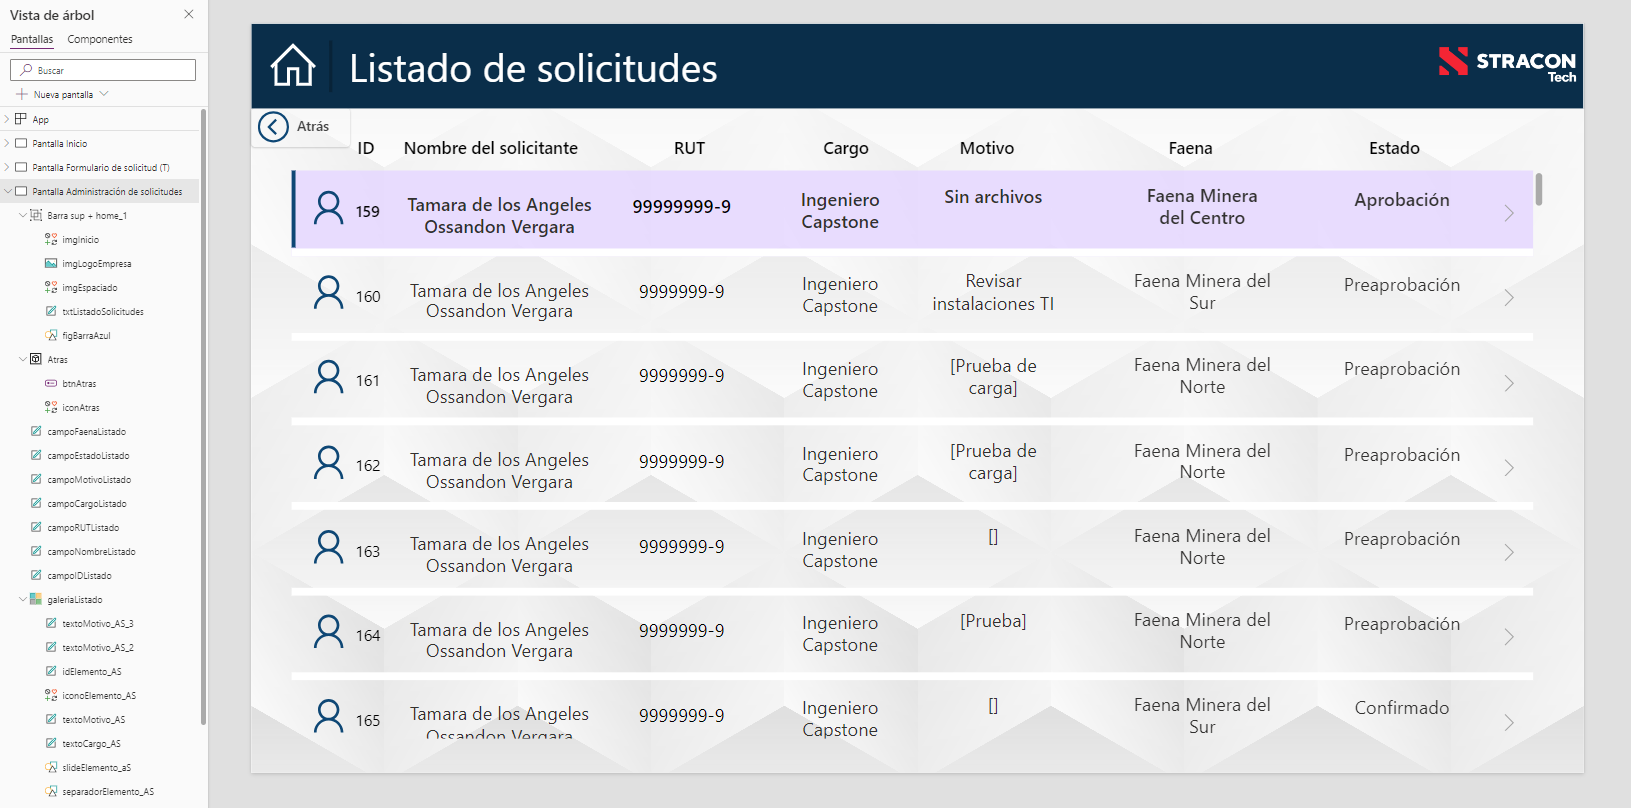 Vista de árbol
Pantallas Componentes
Buscar
Nueva pantalla
App
Pantalla Inicio
Pantalla Formulario de solicitud (T)
Pantalla Administración de solicitudes
Barra sup + home_1
imgInicio
imgLogoEmpresa
imgEspaciado
txtListadoSolicitudes
figBarraAzul
Atras
btnAtras
iconAtras
campoFaenaListado
campoEstadoListado
campoMotivoListado
campoCargoListado
campoRUTListado
campoNombreListado
campoIDListado
galeriaListado
textoMotivo_AS_3
textoMotivo_AS_2
idElemento_AS
iconoElemento_AS
textoMotivo_AS
textoCargo_AS
slideElemento_aS
separadorElemento_AS
Listado de solicitudes
STRACON
Tech
Atrás
ID Nombre del solicitante RUT Cargo Motivo Faena Estado
159 Tamara de los Angeles 99999999-9 Ingeniero Sin archivos Faena Minera Aprobación
Ossandon Vergara Capstone del Centro
160 Tamara de los Angeles 9999999-9 Ingeniero Revisar Faena Minera del Preaprobación
Ossandon Vergara Capstone instalaciones TI Sur
161 Tamara de los Angeles 9999999-9 Ingeniero [Prueba de Faena Minera del Preaprobación
Ossandon Vergara Capstone carga] Norte
162 Tamara de los Angeles 9999999-9 Ingeniero [Prueba de Faena Minera del Preaprobación
Ossandon Vergara Capstone carga] Norte
163 Tamara de los Angeles 9999999-9 Ingeniero [] Faena Minera del Preaprobación
Ossandon Vergara Capstone Norte
164 Tamara de los Angeles 9999999-9 Ingeniero [Prueba] Faena Minera del Preaprobación
Ossandon Vergara Capstone Norte
165 Tamara de los Angeles 9999999-9 Ingeniero [] Faena Minera del Confirmado
Ossandon Vergara Capstone Sur